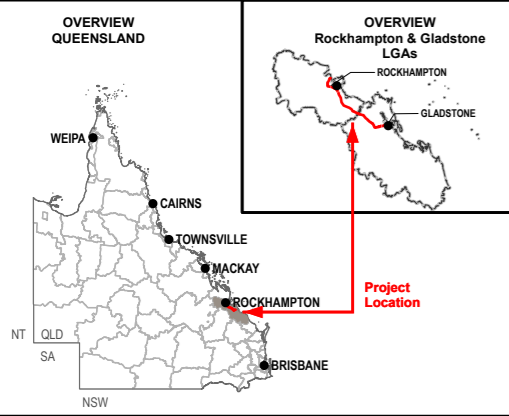 OVERVIEW
QUEENSLAND
OVERVIEW
Rockhampton & Gladstone
LGAs
ROCKHAMPTON
GLADSTONE
WEIPA
CAIRNS
TOWNSVILLE
MACKAY
Project
Location
ROCKHAMPTON
NT
QLD
SA
BRISBANE
NSW